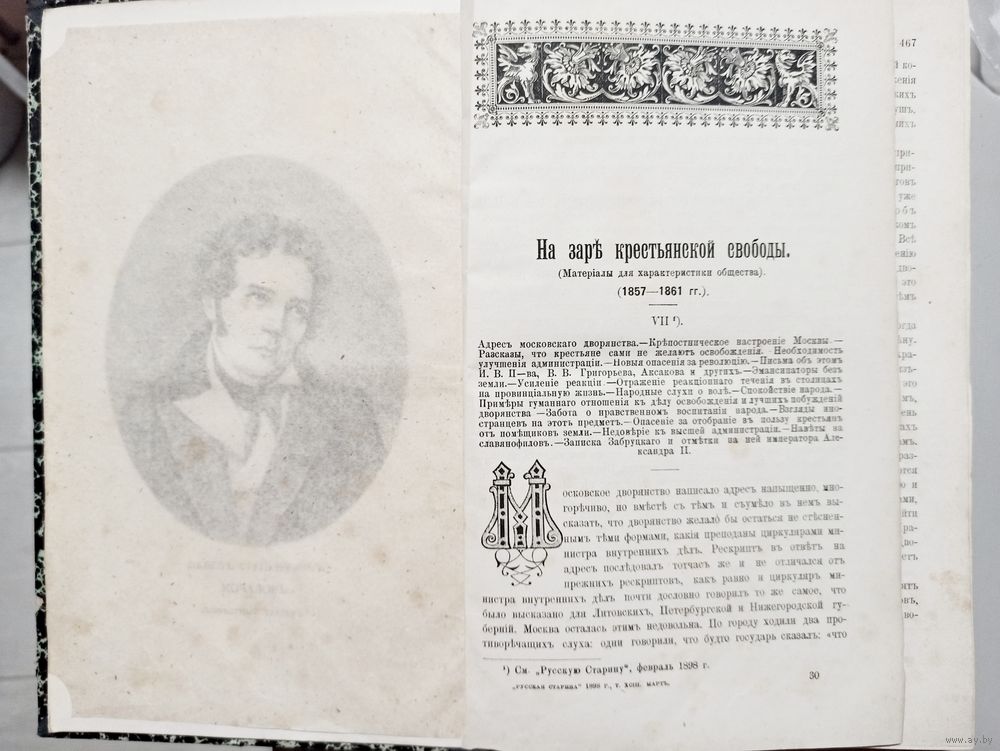 На зарѣ крестьянской свободы.
(Матеріалы для характеристики общества).
(1857—1861 гг.).
VII ¹).
Адресъ московскаго дворянства.—Крѣпостническое настроеніе Москвы.—
Разсказы, что крестьяне сами не желаютъ освобожденія.—Необходимость
улучшенія администраціи.—Новыя опасенія за революцію.—Письма объ этомъ
И. В. П—ва, В. В. Григорьева, Аксакова и другихъ.—Эмансипаторы безъ
земли.—Усиленіе реакціи.—Отраженіе реакціоннаго теченія въ столицахъ
на провинціальную жизнь.—Народные слухи о волѣ.—Спокойствіе народа.—
Примѣры гуманнаго отношенія къ дѣлу освобожденія и лучшихъ побужденій
дворянства.—Забота о нравственномъ воспитаніи народа.—Взгляды ино-
странцевъ на этотъ предметъ.—Опасеніе за отобраніе въ пользу крестьянъ
отъ помѣщиковъ земли.—Недовѣріе къ высшей администраціи.—Навѣты на
славянофиловъ.—Записка Забруцкаго и отмѣтки на ней императора Але-
ксандра II.
Московское дворянство написало адресъ напыщенно, мно-
горѣчиво, но вмѣстѣ съ тѣмъ и съумѣло въ немъ вы-
сказать, что дворянство желало бы остаться не стѣснен-
нымъ тѣми формами, какія преподаны циркулярами ми-
нистра внутреннихъ дѣлъ. Рескриптъ въ отвѣтъ на
адресъ послѣдовалъ тотчасъ же и не отличался отъ
прежнихъ рескриптовъ, какъ равно и циркуляръ ми-
нистра внутреннихъ дѣлъ почти дословно говорилъ то же самое, что
было высказано для Литовскихъ, Петербургской и Нижегородской гу-
берній. Москва осталась этимъ недовольна. По городу ходили два про-
тиворѣчащихъ слуха: одни говорили, что будто государь сказалъ: «что
¹) См. „Русскую Старину“, февраль 1898 г.
„РУССКАЯ СТАРИНА“ 1898 г., т. XCIII. МАРТЪ.
30
467
www.ay.by